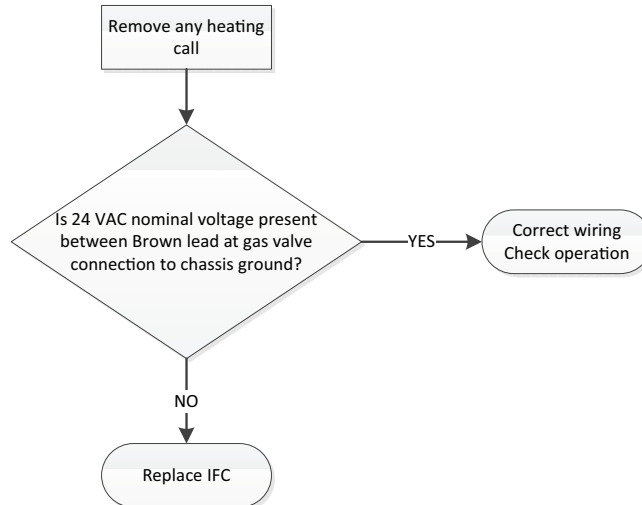 Remove any heating
call
Is 24 VAC nominal voltage present
between Brown lead at gas valve
connection to chassis ground?
YES
Correct wiring
Check operation
NO
Replace IFC